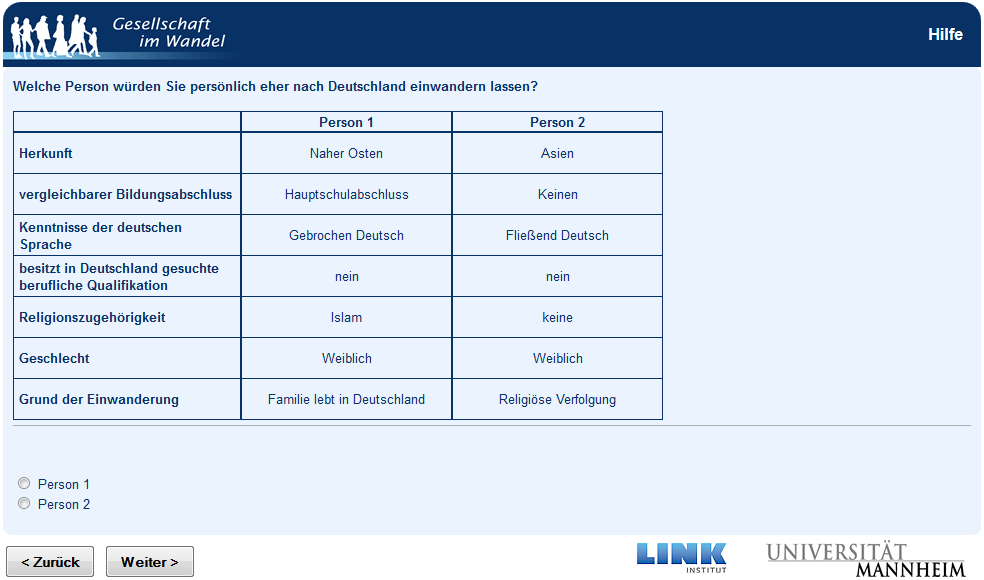 Gesellschaft
im Wandel
Hilfe
Welche Person würden Sie persönlich eher nach Deutschland einwandern lassen?
Person 1 Person 2
Herkunft Naher Osten Asien
vergleichbarer Bildungsabschluss Hauptschulabschluss Keinen
Kenntnisse der deutschen
Sprache Gebrochen Deutsch Fließend Deutsch
besitzt in Deutschland gesuchte
berufliche Qualifikation nein nein
Religionszugehörigkeit Islam keine
Geschlecht Weiblich Weiblich
Grund der Einwanderung Familie lebt in Deutschland Religiöse Verfolgung
Person 1
Person 2
< Zurück Weiter >
LINK
INSTITUT
UNIVERSITÄT
MANNHEIM